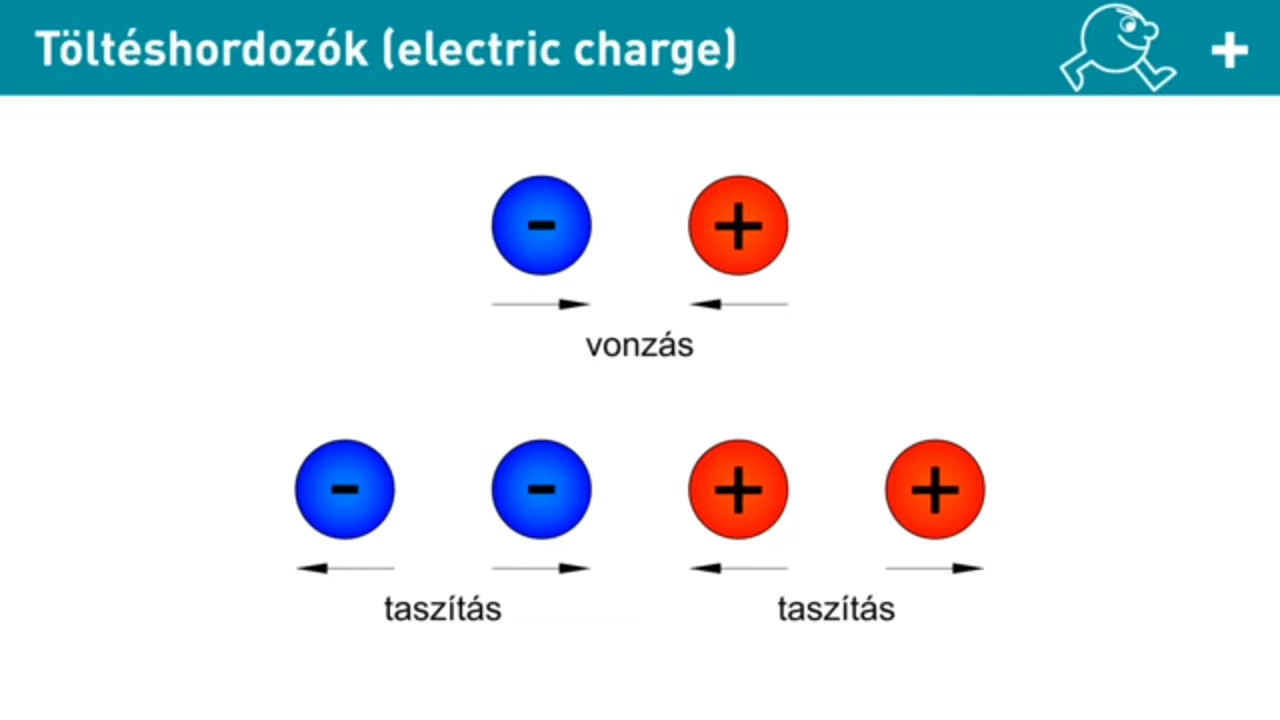 Töltéshordozók (electric charge)
+
- +
vonzás
- - + +
taszítás taszítás